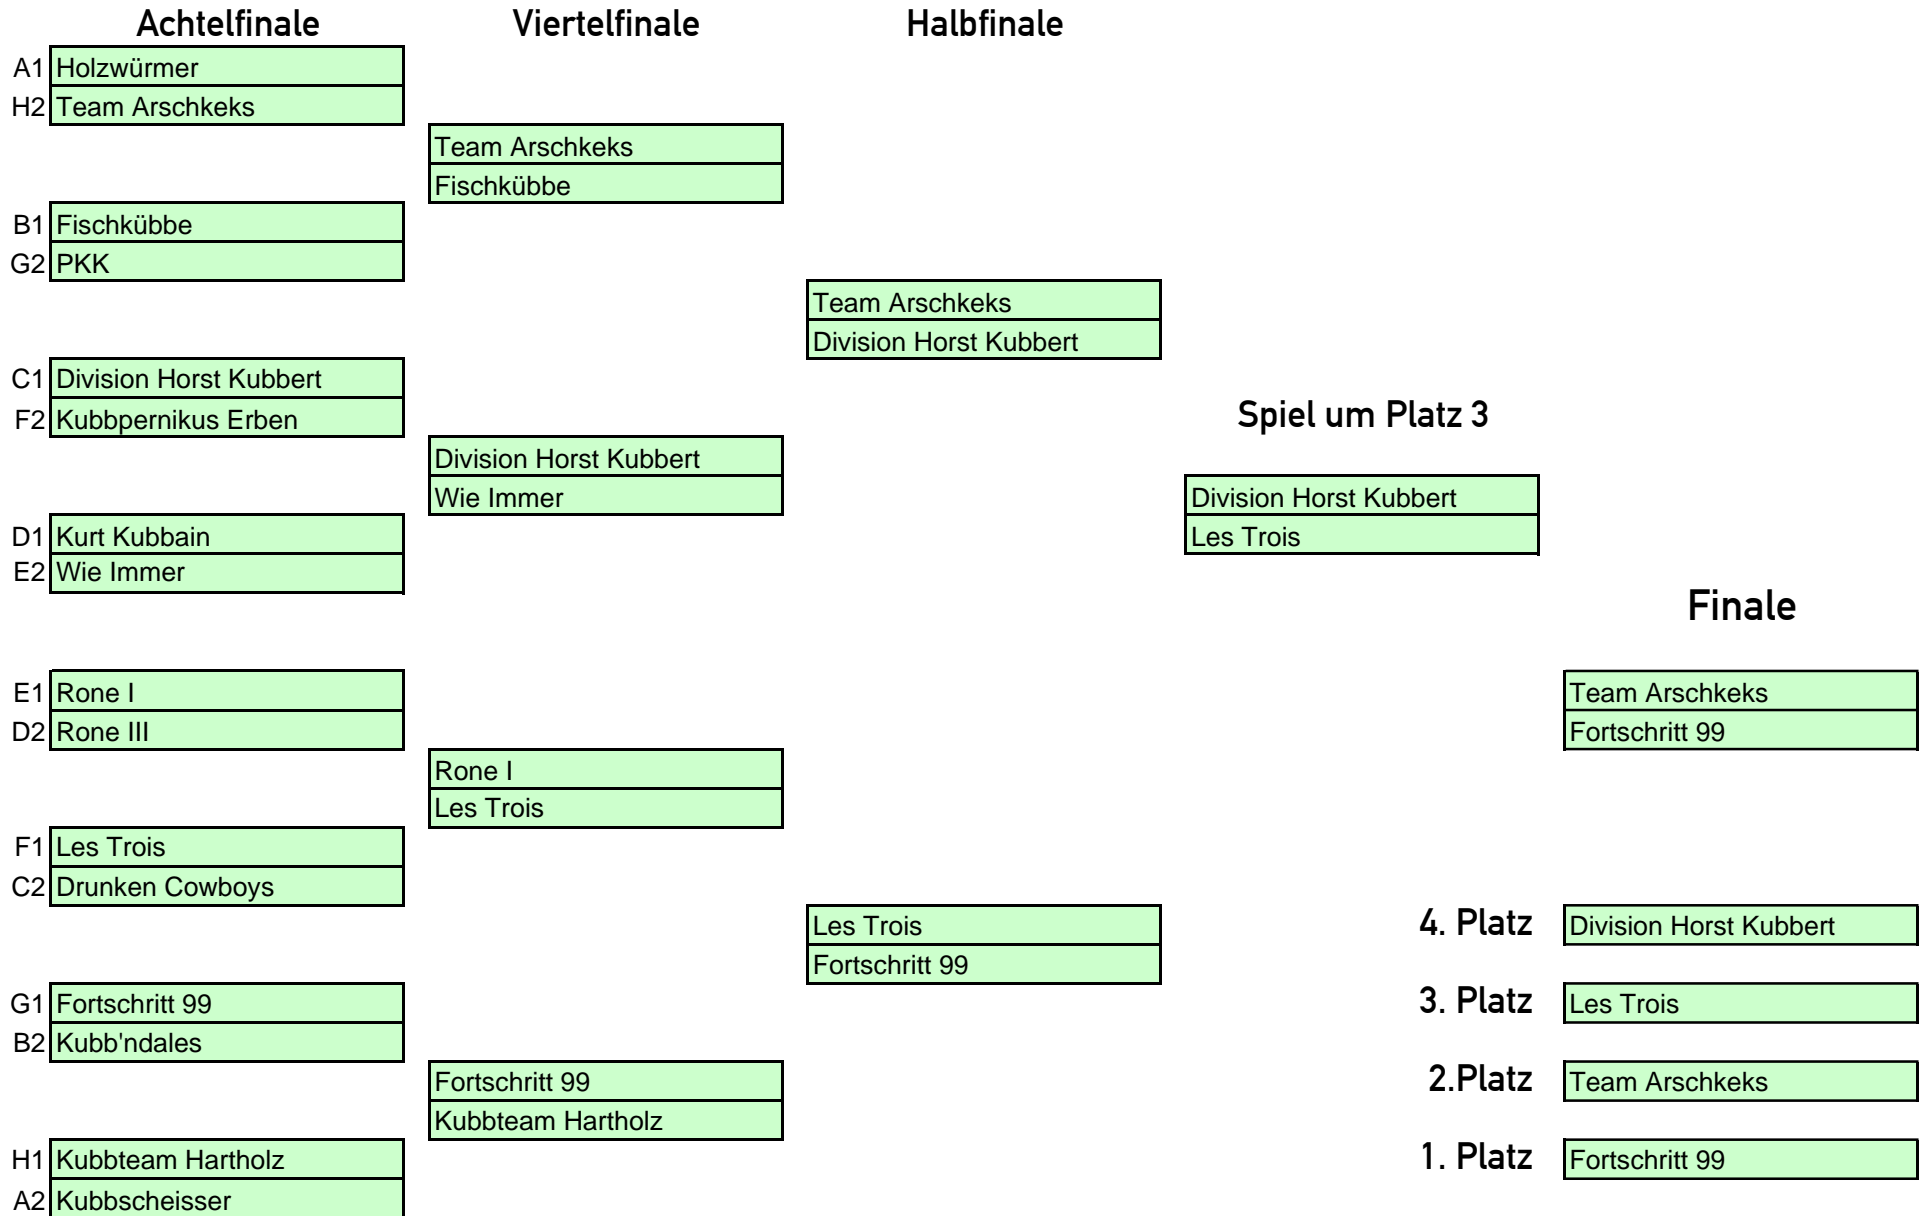 Achtelfinale Viertelfinale Halbfinale
A1 Holzwürmer
H2 Team Arschkeks
Team Arschkeks
Fischkübbe
B1 Fischkübbe
G2 PKK
Team Arschkeks
Division Horst Kubbert
C1 Division Horst Kubbert
F2 Kubbpernikus Erben
Spiel um Platz 3
Division Horst Kubbert
Wie Immer
Division Horst Kubbert
Les Trois
D1 Kurt Kubbain
E2 Wie Immer
Finale
E1 Rone I
D2 Rone III
Team Arschkeks
Fortschritt 99
Rone I
Les Trois
F1 Les Trois
C2 Drunken Cowboys
Les Trois
Fortschritt 99
4. Platz Division Horst Kubbert
G1 Fortschritt 99
B2 Kubb'ndales
3. Platz Les Trois
Fortschritt 99
Kubbteam Hartholz
2.Platz Team Arschkeks
H1 Kubbteam Hartholz
A2 Kubbscheisser
1. Platz Fortschritt 99